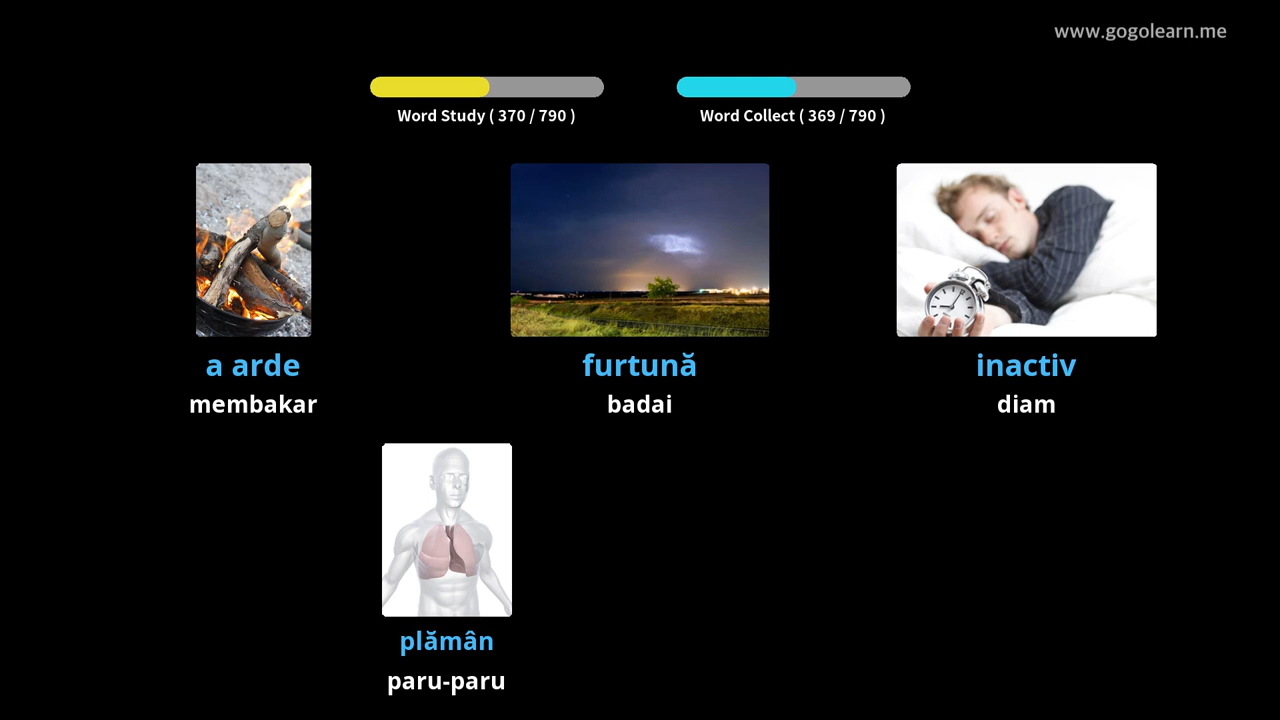 www.gogolearn.me
Word Study ( 370 / 790 )
Word Collect ( 369 / 790 )
a arde
membakar
furtună
badai
inactiv
diam
plămân
paru-paru